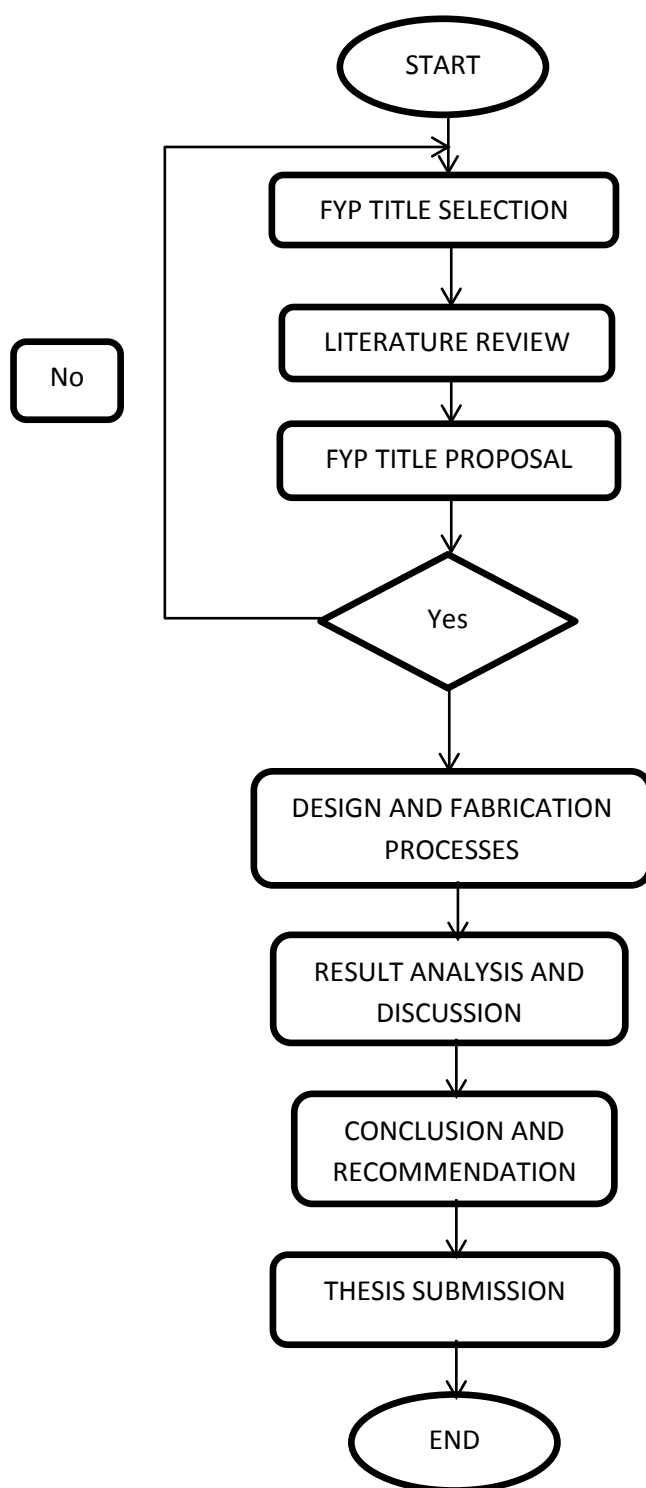 START
FYP TITLE SELECTION
LITERATURE REVIEW
No
FYP TITLE PROPOSAL
Yes
DESIGN AND FABRICATION
PROCESSES
RESULT ANALYSIS AND
DISCUSSION
CONCLUSION AND
RECOMMENDATION
THESIS SUBMISSION
END